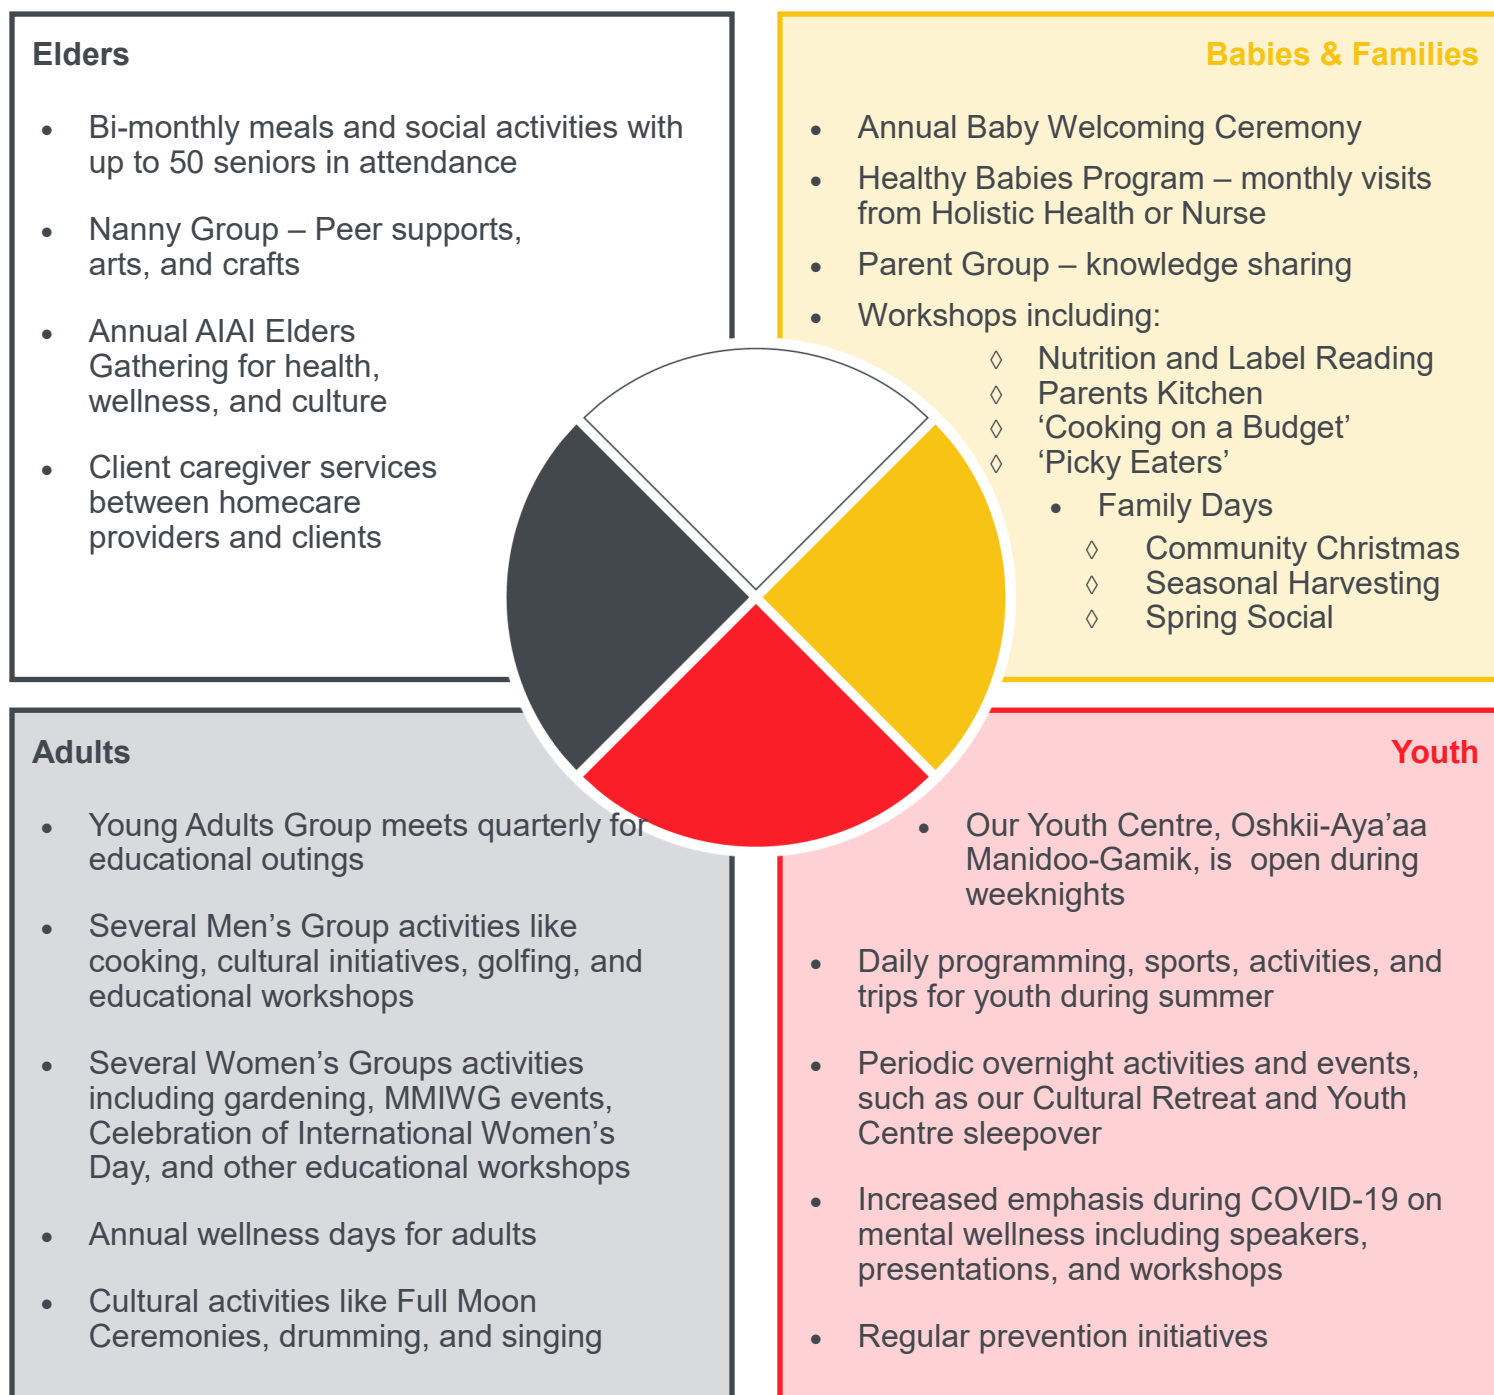 Elders
• Bi-monthly meals and social activities with
up to 50 seniors in attendance
• Nanny Group – Peer supports,
arts, and crafts
• Annual AIAI Elders
Gathering for health,
wellness, and culture
• Client caregiver services
between homecare
providers and clients
Babies & Families
• Annual Baby Welcoming Ceremony
• Healthy Babies Program – monthly visits
from Holistic Health or Nurse
• Parent Group – knowledge sharing
• Workshops including:
◊ Nutrition and Label Reading
◊ Parents Kitchen
◊ ‘Cooking on a Budget’
◊ ‘Picky Eaters’
• Family Days
◊ Community Christmas
◊ Seasonal Harvesting
◊ Spring Social
Adults
• Young Adults Group meets quarterly for
educational outings
• Several Men’s Group activities like
cooking, cultural initiatives, golfing, and
educational workshops
• Several Women’s Groups activities
including gardening, MMIWG events,
Celebration of International Women’s
Day, and other educational workshops
• Annual wellness days for adults
• Cultural activities like Full Moon
Ceremonies, drumming, and singing
Youth
• Our Youth Centre, Oshkii-Aya’aa
Manidoo-Gamik, is  open during
weeknights
• Daily programming, sports, activities, and
trips for youth during summer
• Periodic overnight activities and events,
such as our Cultural Retreat and Youth
Centre sleepover
• Increased emphasis during COVID-19 on
mental wellness including speakers,
presentations, and workshops
• Regular prevention initiatives